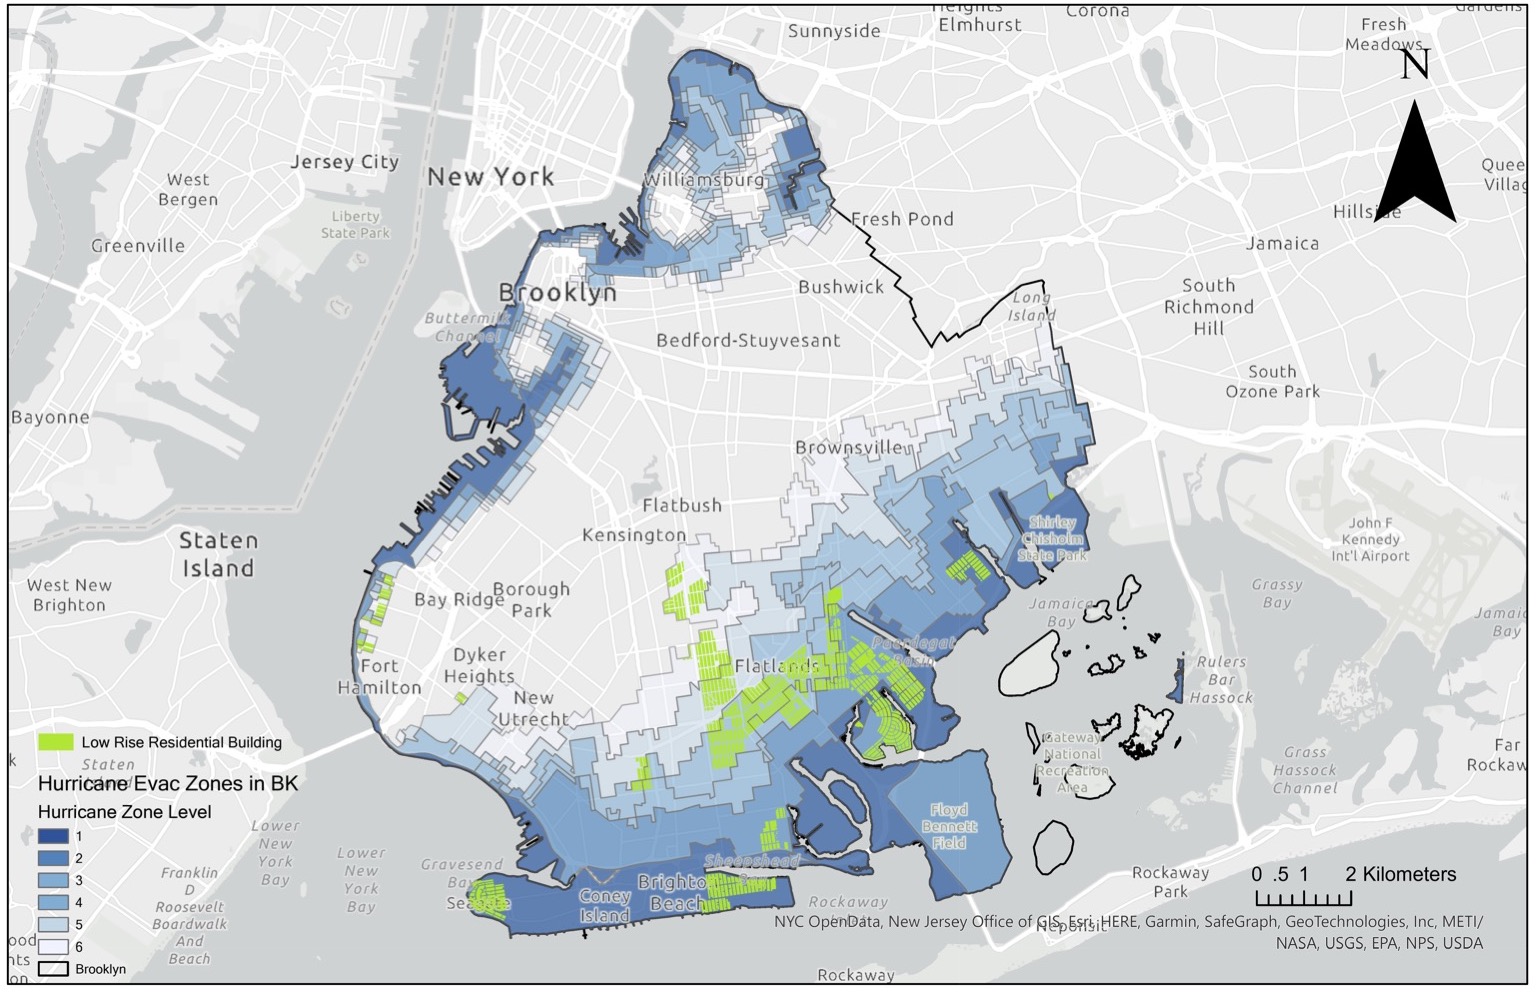 Heights
Elmhurst
Corona
Gardens
Sunnyside
Fresh
Meadows
N
Jersey City
New York
West
Bergen
Williamsburg
Liberty
State Park
Fresh Pond
Hillside
Greenville
Jamaica
Brooklyn
Bushwick
Long
Island
South
Richmond
Hill
Buttermilk
Channel
Bedford-Stuyvesant
South
Ozone Park
Bayonne
Brownsville
Flatbush
Kensington
Shirley
Chisholm
State Park
John F
Kennedy
Int'l Airport
Staten
Island
West New
Brighton
Bay Ridge
Borough
Park
Jamaica
Bay
Grassy
Bay
Jamaic
Bay
Paerdegat
Basin
Fort
Hamilton
Dyker
Heights
Flatlands
New
Utrecht
Rulers
Bar
Hassock
Low Rise Residential Building
Staten
Hurricane Evac Zones in BK
Hurricane Zone Level
1
2
3
4
5
6
Brooklyn
Gateway
National
Recreation
Area
Grass
Hassock
Channel
Far
Rockaw
Floyd
Bennett
Field
Lower
New
York
Bay
Lower
New
York
Bay
Gravesend
Bay
Seagate
Sheepshead
Bay
Coney
Island
Brighton
Beach
Franklin
D
Roosevelt
Boardwalk
And
Beach
Rockaway
Park
0 .5 1 2 Kilometers
Rockaway
Neponsit
NYC OpenData, New Jersey Office of GIS, Esri, HERE, Garmin, SafeGraph, GeoTechnologies, Inc, METI/
NASA, USGS, EPA, NPS, USDA
Rockaway